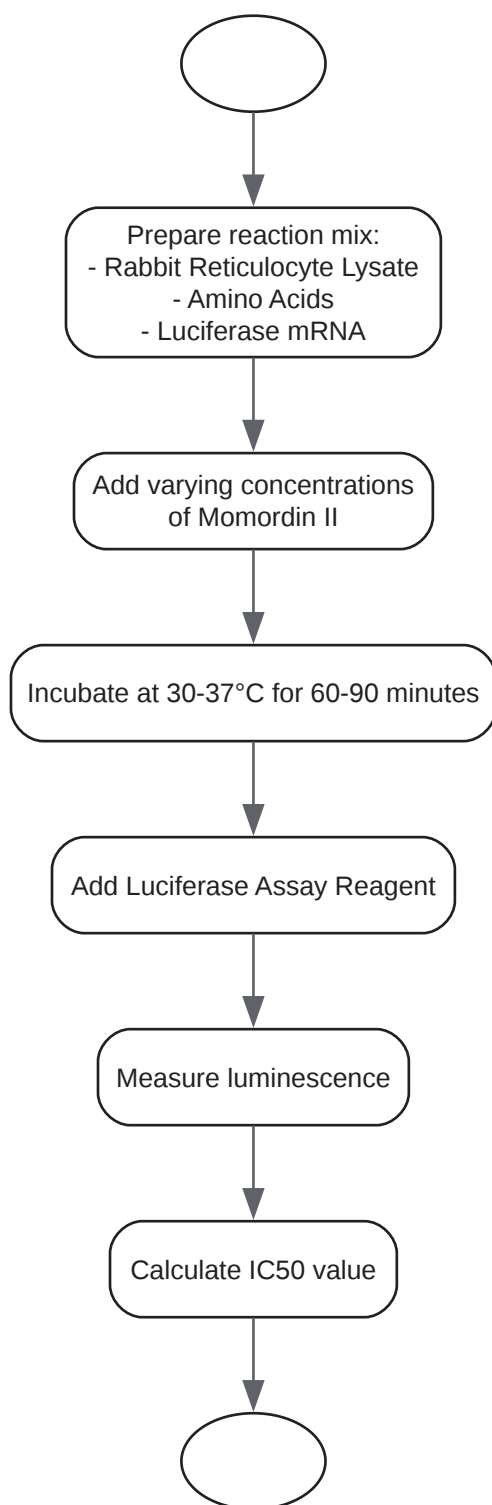 Prepare reaction mix:
- Rabbit Reticulocyte Lysate
- Amino Acids
- Luciferase mRNA
Add varying concentrations
of Momordin II
Incubate at 30-37°C for 60-90 minutes
Add Luciferase Assay Reagent
Measure luminescence
Calculate IC50 value